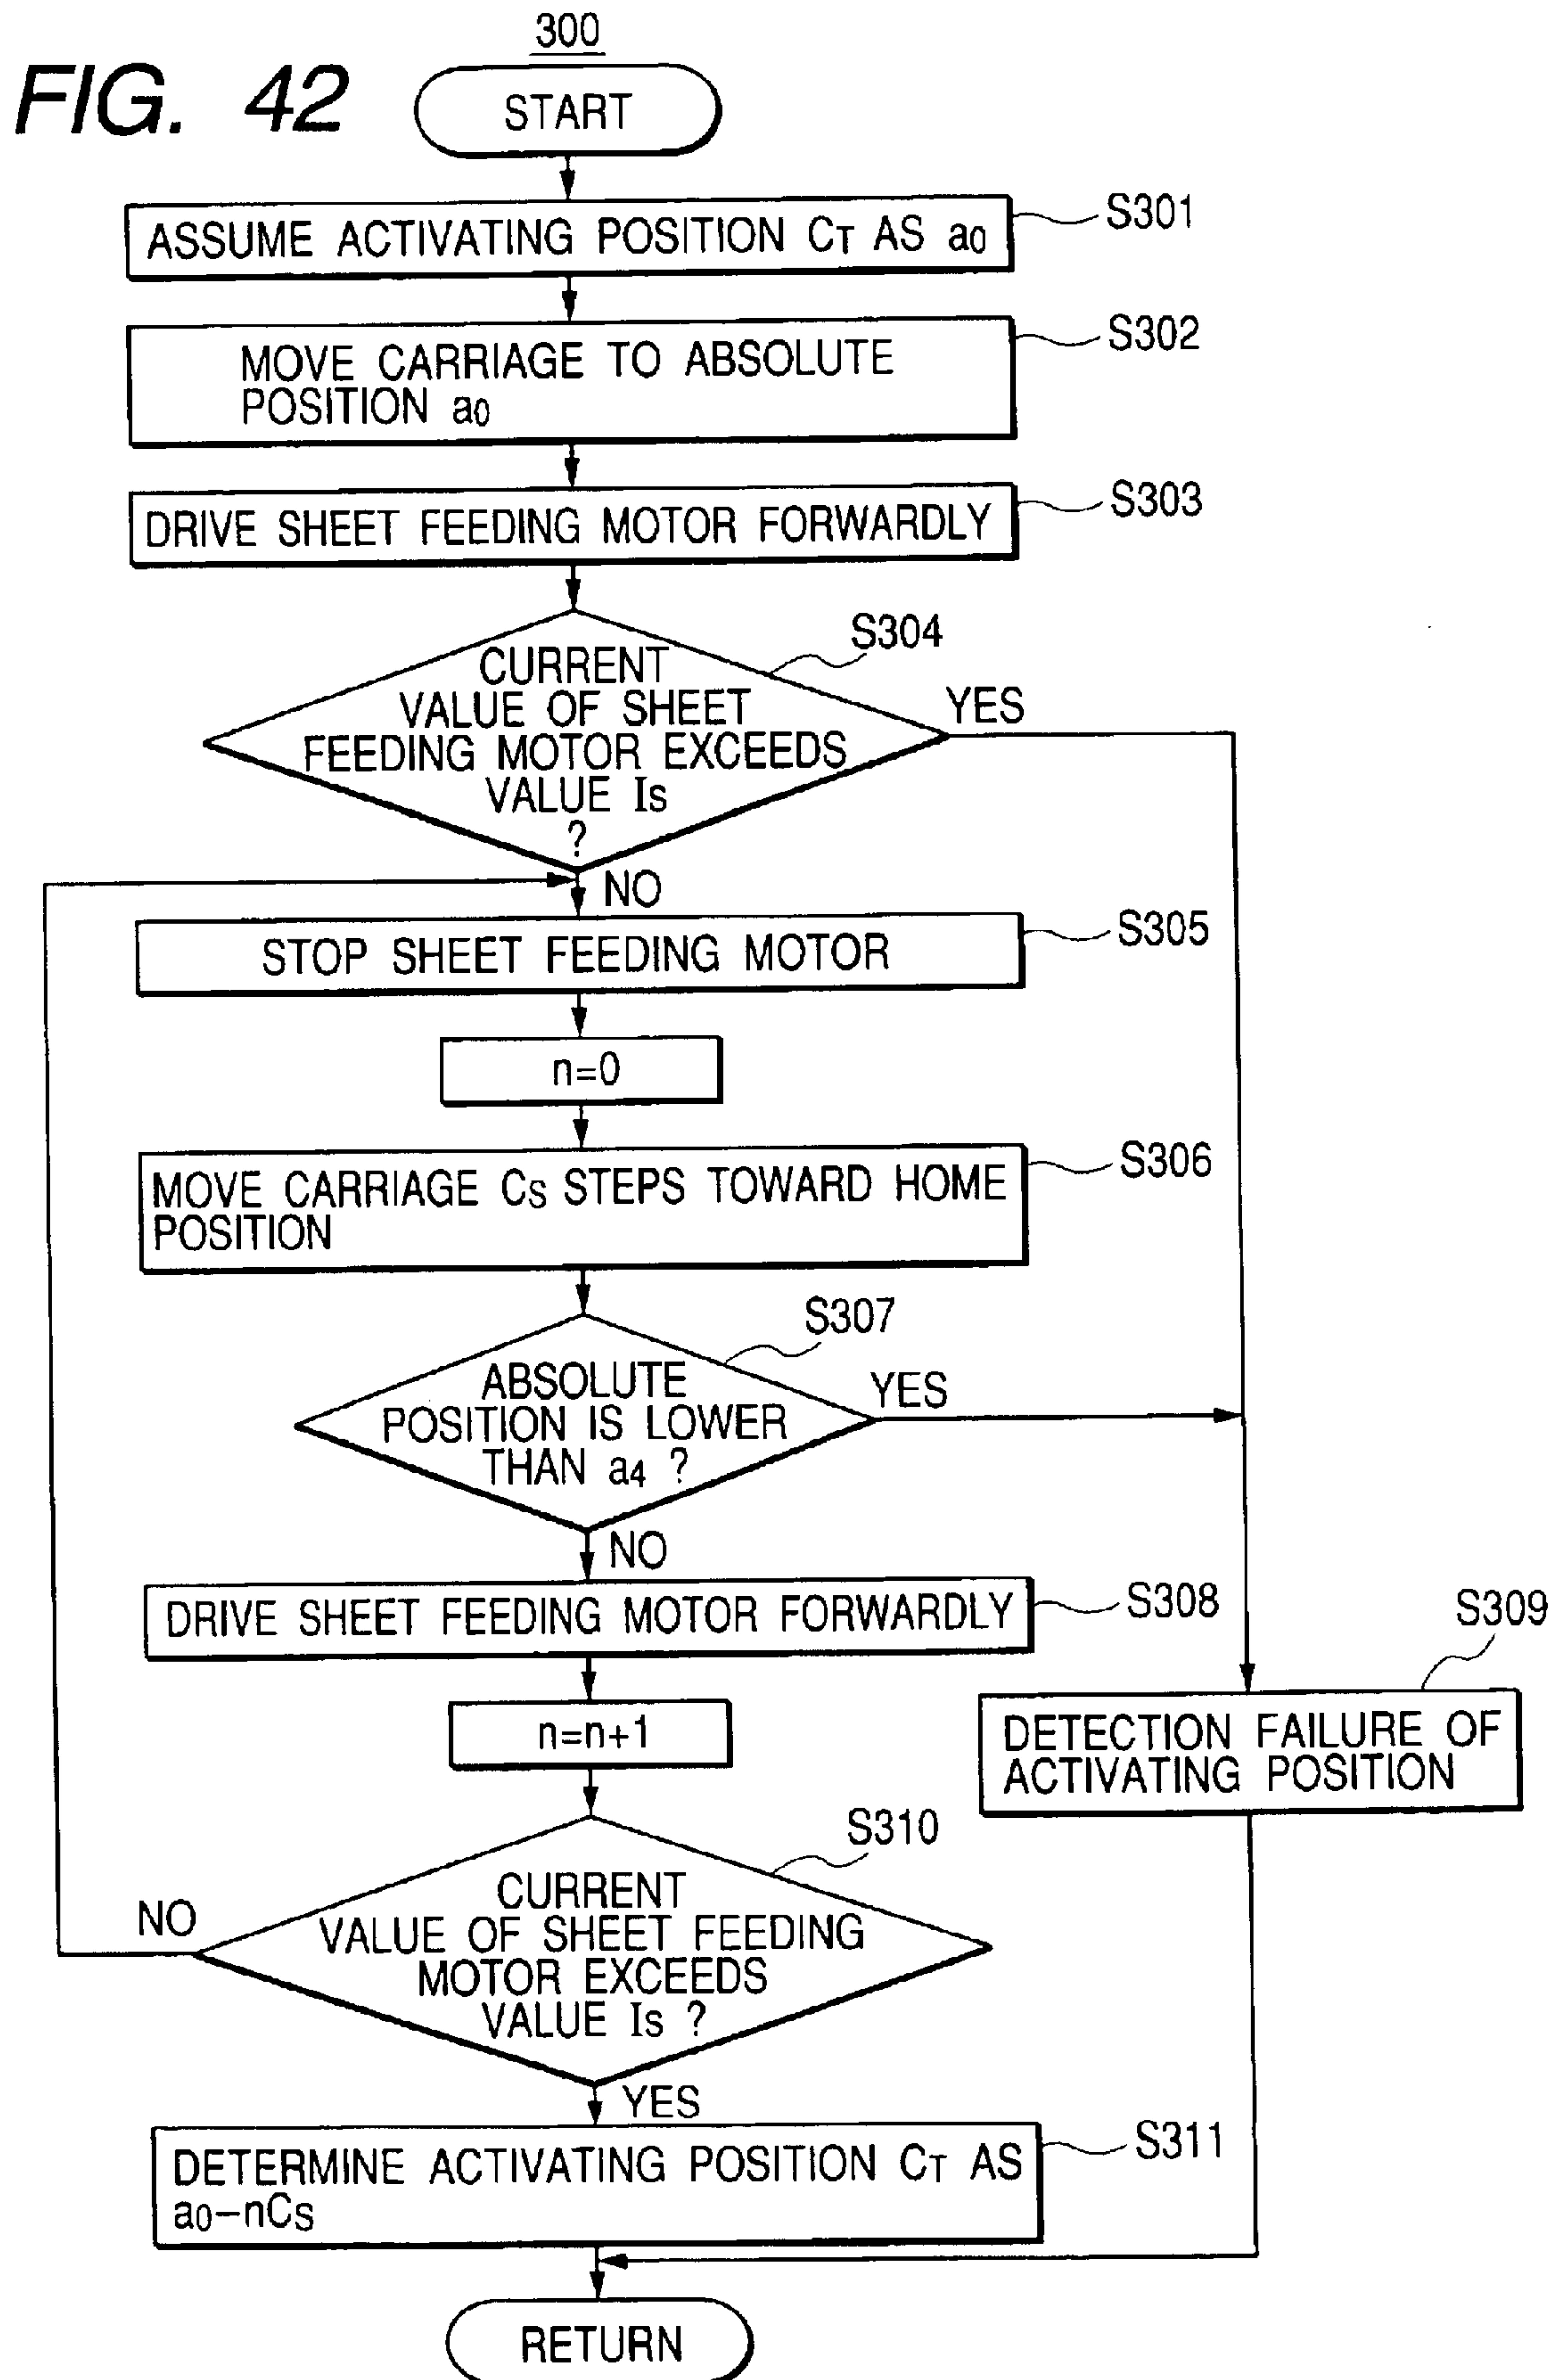 300
FIG. 42
START
ASSUME ACTIVATING POSITION CT AS a0
S301
MOVE CARRIAGE TO ABSOLUTE
POSITION a0
S302
DRIVE SHEET FEEDING MOTOR FORWARDLY
S303
CURRENT
VALUE OF SHEET
FEEDING MOTOR EXCEEDS
VALUE Is
?
S304
YES
NO
STOP SHEET FEEDING MOTOR
S305
n=0
MOVE CARRIAGE CS STEPS TOWARD HOME
POSITION
S306
ABSOLUTE
POSITION IS LOWER
THAN a4 ?
S307
YES
NO
DRIVE SHEET FEEDING MOTOR FORWARDLY
S308
n=n+1
S309
DETECTION FAILURE OF
ACTIVATING POSITION
CURRENT
VALUE OF SHEET FEEDING
MOTOR EXCEEDS
VALUE Is ?
S310
NO
YES
DETERMINE ACTIVATING POSITION CT AS
a0–nCS
S311
RETURN